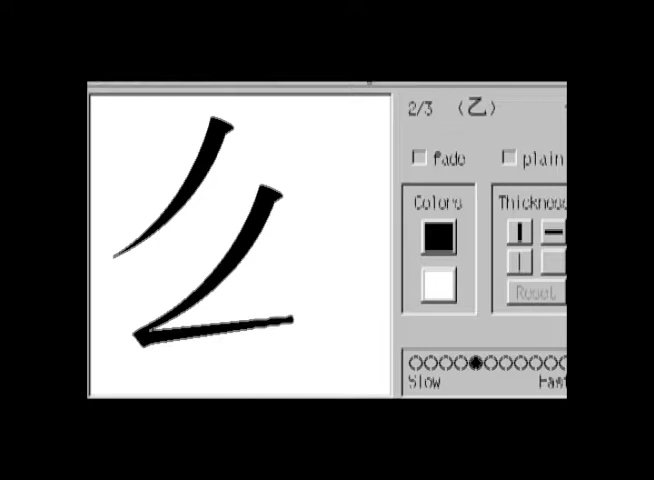 2/3 (乙)
fade plain
Colors Thickness
Reset
Slow Fast